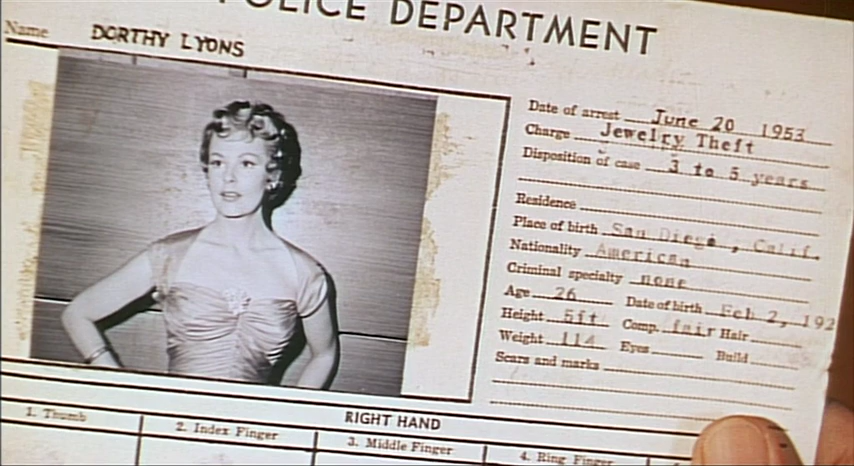 POLICE DEPARTMENT
Name DORTHY LYONS
Date of arrest June 20 1953
Charge Jewelry Theft
Disposition of case 3 to 5 years
Residence
Place of birth San Diego, Calif.
Nationality American
Criminal specialty none
Age 26 Date of birth Feb 2, 192
Height 5ft Comp. fair Hair
Weight 114 Eyes Build
Scars and marks
RIGHT HAND
1. Thumb 2. Index Finger 3. Middle Finger 4. Ring Finger